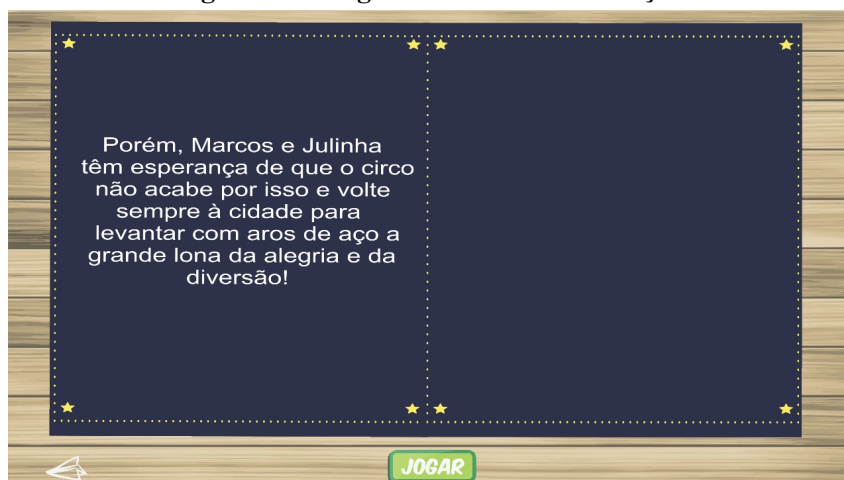 Porém, Marcos e Julinha
têm esperança de que o circo
não acabe por isso e volte
sempre à cidade para
levantar com aros de aço a
grande lona da alegria e da
diversão!
JOGAR